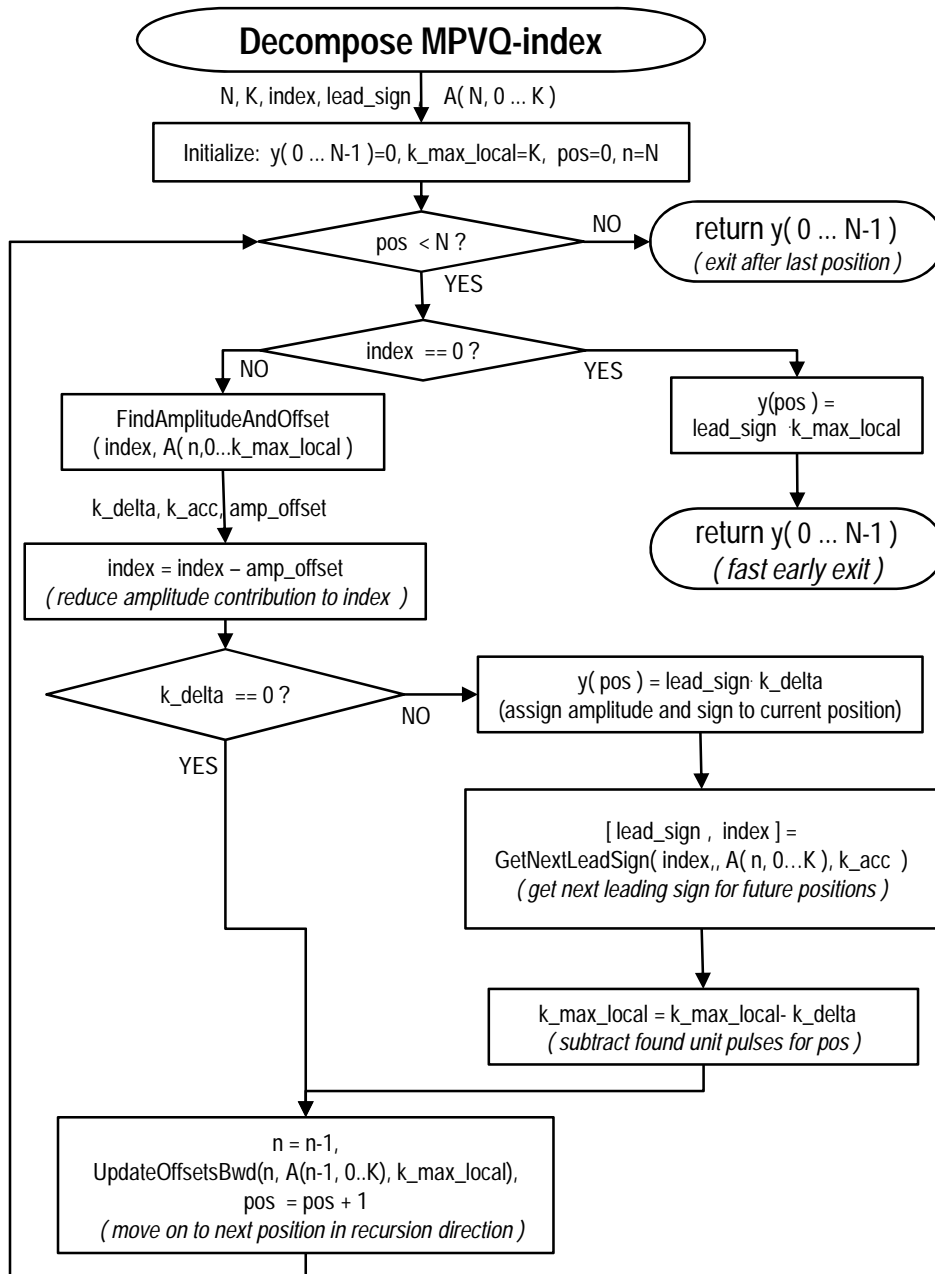 Decompose MPVQ-index
N, K, index, lead_sign, A( N, 0 ... K )
Initialize: y( 0 ... N-1 )=0, k_max_local=K, pos=0, n=N
pos < N ?
NO
return y( 0 ... N-1 )
( exit after last position )
YES
index == 0 ?
NO
YES
FindAmplitudeAndOffset
( index, A( n,0...k_max_local )
y(pos ) =
lead_sign · k_max_local
k_delta, k_acc, amp_offset
return y( 0 ... N-1 )
( fast early exit )
index = index – amp_offset
( reduce amplitude contribution to index )
k_delta == 0 ?
NO
YES
y( pos ) = lead_sign· k_delta
(assign amplitude and sign to current position)
[ lead_sign , index ] =
GetNextLeadSign( index,, A( n, 0...K ), k_acc )
( get next leading sign for future positions )
k_max_local = k_max_local- k_delta
( subtract found unit pulses for pos )
n = n-1,
UpdateOffsetsBwd(n, A(n-1, 0..K), k_max_local),
pos = pos + 1
( move on to next position in recursion direction )